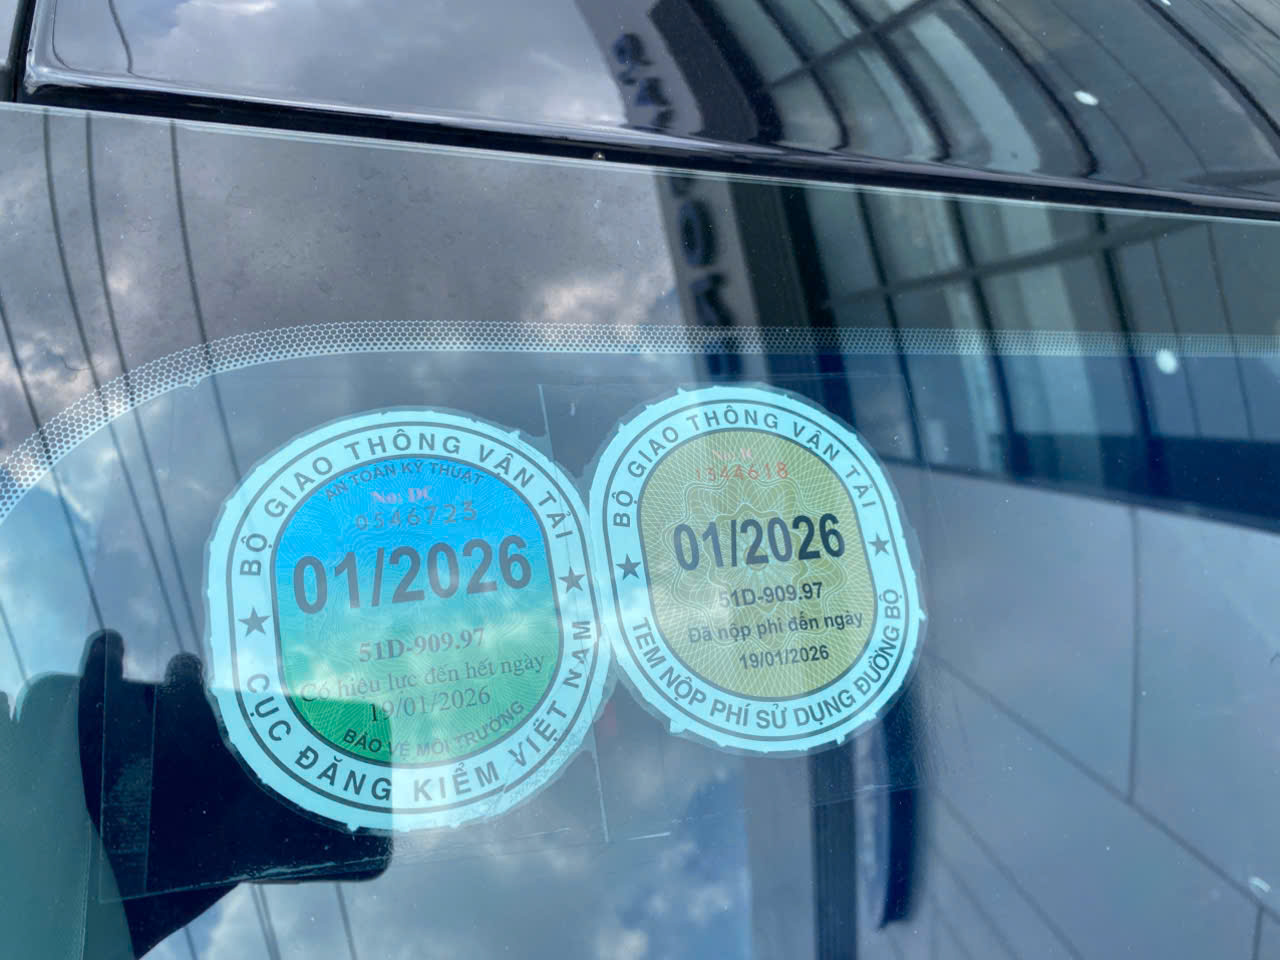 BỘ GIAO THÔNG VẬN TẢI
AN TOÀN KỸ THUẬT
No: DC
0546723
01/2026
51D-909.97
Có hiệu lực đến hết ngày
19/01/2026
BẢO VỆ MÔI TRƯỜNG
CỤC ĐĂNG KIỂM VIỆT NAM
BỘ GIAO THÔNG VẬN TẢI
No: DC
1544618
01/2026
51D-909.97
Đã nộp phí đến ngày
19/01/2026
TEM NỘP PHÍ SỬ DỤNG ĐƯỜNG BỘ